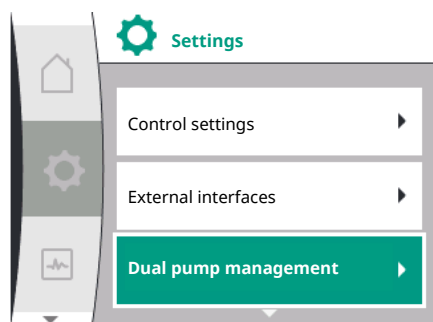 Settings
Control settings
External interfaces
Dual pump management